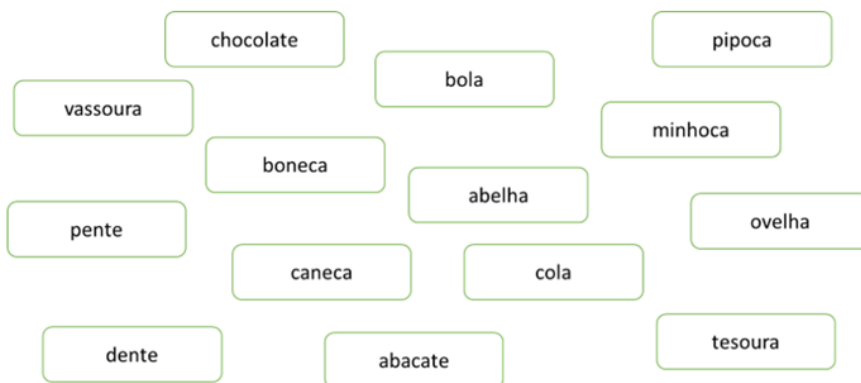 chocolate
pipoca
bola
vassoura
minhoca
boneca
abelha
ovelha
pente
caneca
cola
tesoura
dente
abacate